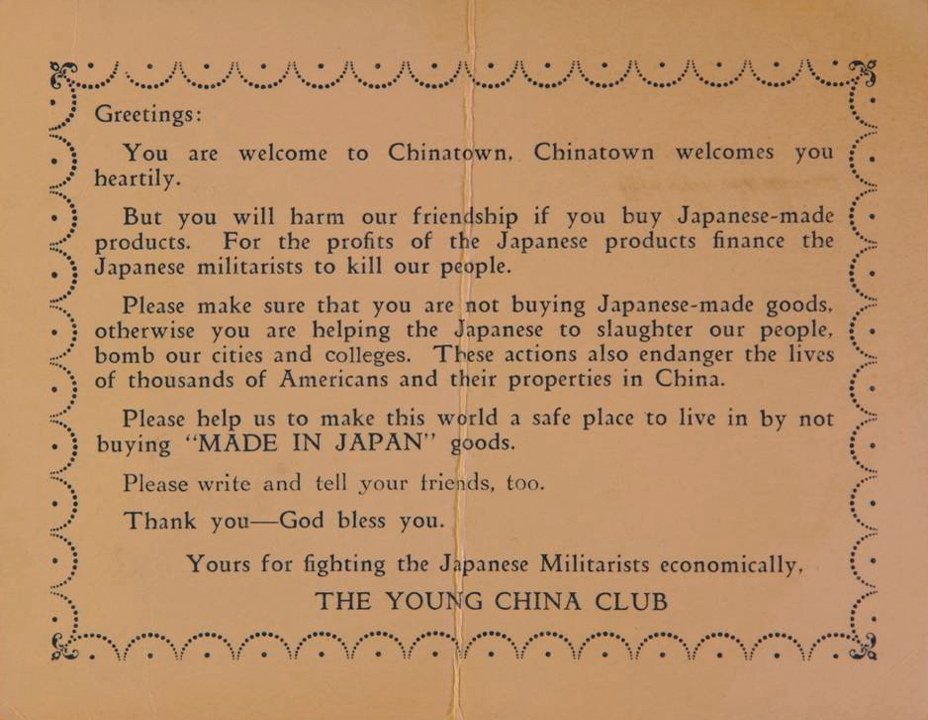 Greetings:
You are welcome to Chinatown. Chinatown welcomes you
heartily.
But you will harm our friendship if you buy Japanese-made
products. For the profits of the Japanese products finance the
Japanese militarists to kill our people.
Please make sure that you are not buying Japanese-made goods,
otherwise you are helping the Japanese to slaughter our people,
bomb our cities and colleges. These actions also endanger the lives
of thousands of Americans and their properties in China.
Please help us to make this world a safe place to live in by not
buying “MADE IN JAPAN” goods.
Please write and tell your friends, too.
Thank you—God bless you.
Yours for fighting the Japanese Militarists economically,
THE YOUNG CHINA CLUB